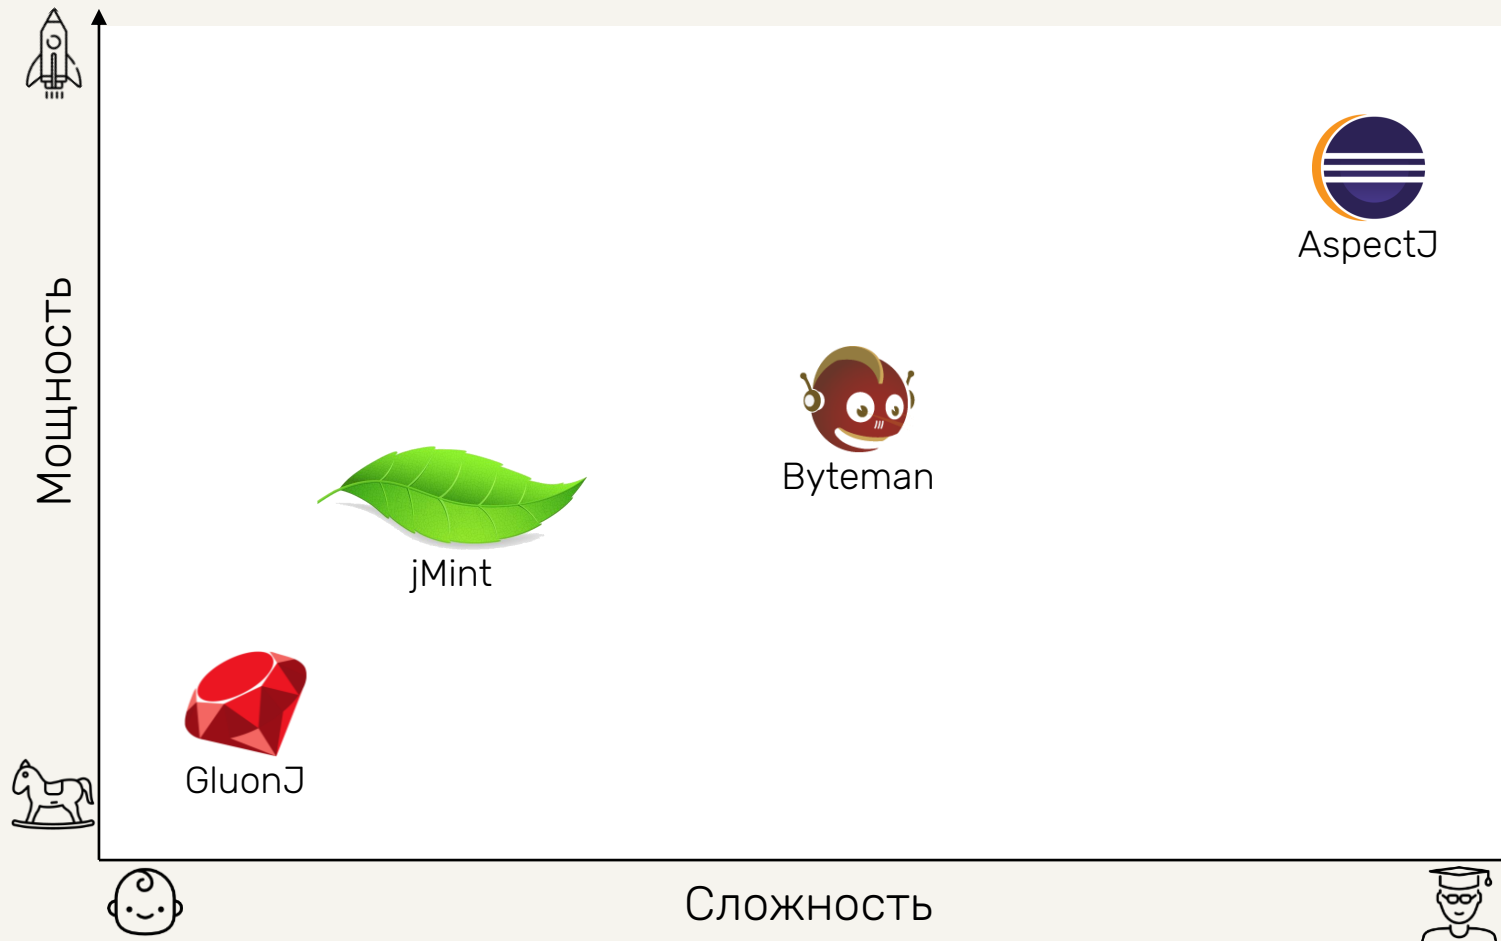 Мощность
AspectJ
Byteman
jMint
GluonJ
Сложность